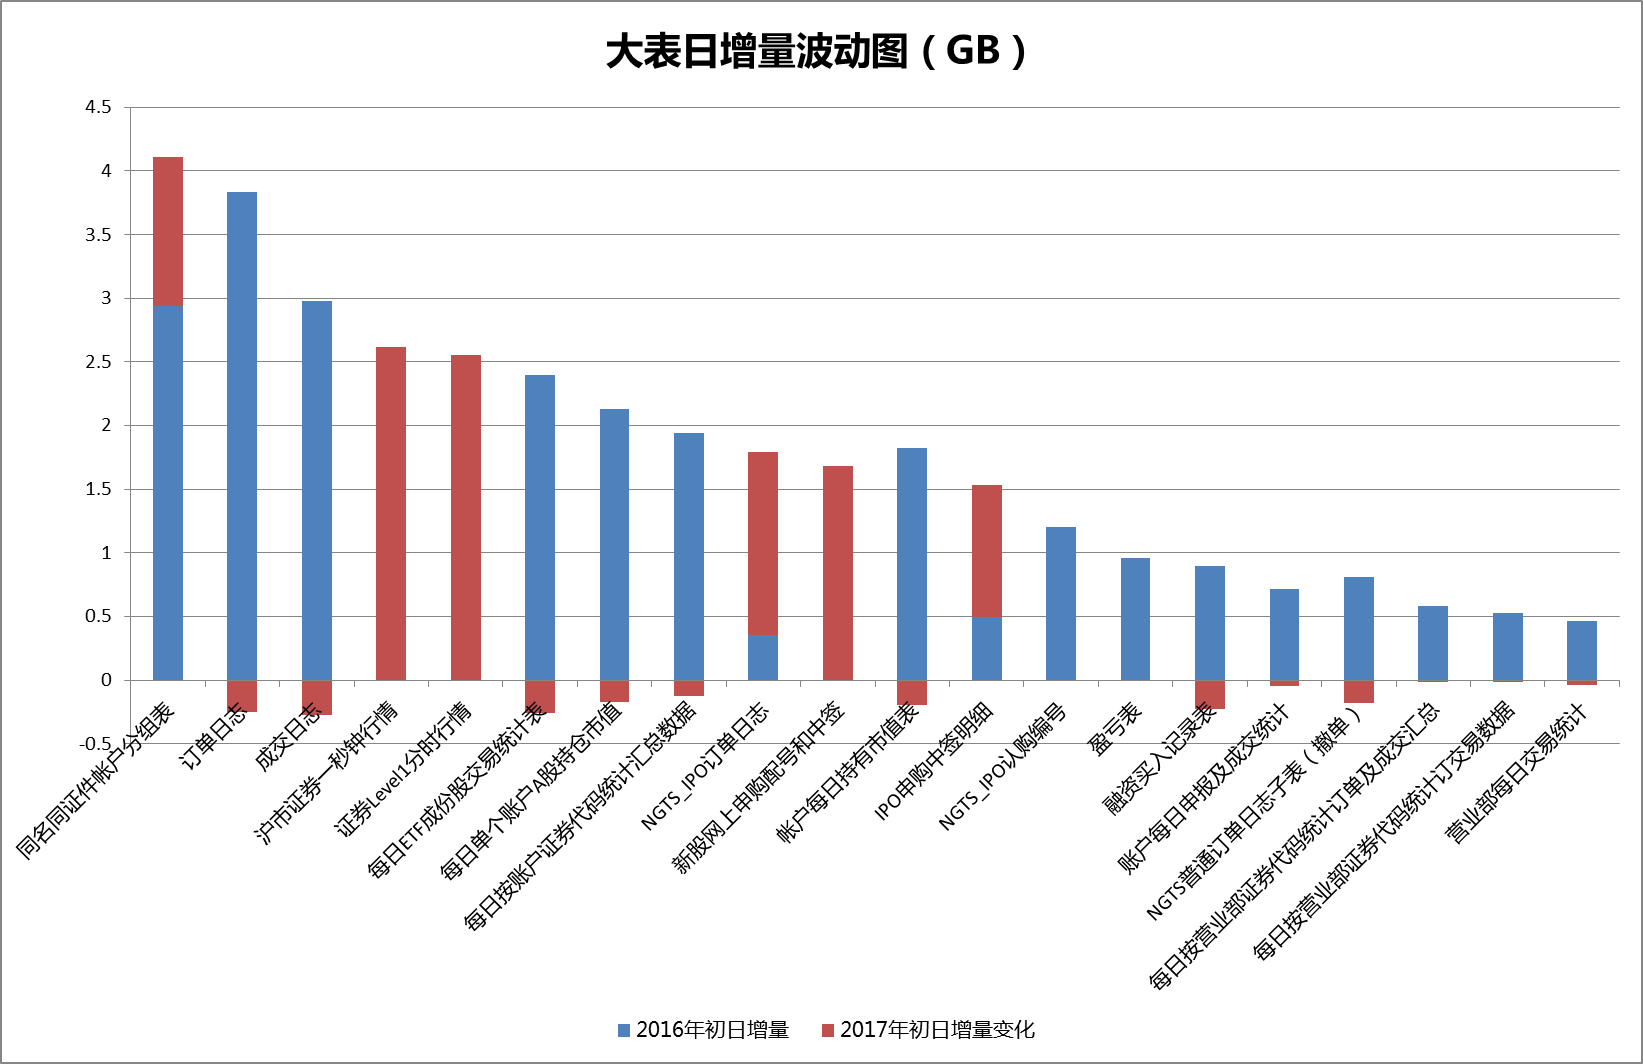 大表日增量波动图（GB）
4.5
4
3.5
3
2.5
2
1.5
1
0.5
0
-0.5
同名同证件帐户分组表
订单日志
成交日志
沪市证券一秒钟行情
证券Level1分时行情
每日ETF成份股交易统计表
每日单个账户A股持仓市值
每日按账户证券代码统计汇总数据
NGTS_IPO订单日志
新股网上申购配号和中签
帐户每日持有市值表
IPO申购中签明细
NGTS_IPO认购编号
盈亏表
融资买入记录表
账户每日申报及成交统计
NGTS普通订单日志子表（撤单）
每日按营业部证券代码统计订单及成交汇总
每日按营业部证券代码统计订交易数据
营业部每日交易统计
2016年初日增量
2017年初日增量变化